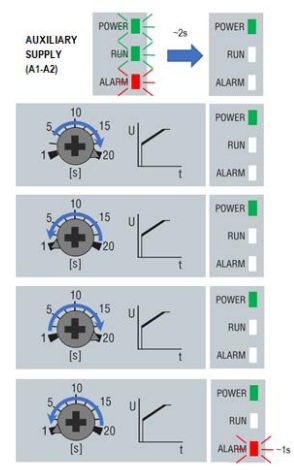 AUXILIARY
SUPPLY
(A1-A2)
POWER
RUN
ALARM
~2s
POWER
RUN
ALARM
10
5
15
1
20
[s]
U
t
POWER
RUN
ALARM
10
5
15
1
20
[s]
U
t
POWER
RUN
ALARM
10
5
15
1
20
[s]
U
t
POWER
RUN
ALARM
10
5
15
1
20
[s]
U
t
POWER
RUN
ALARM
~1s